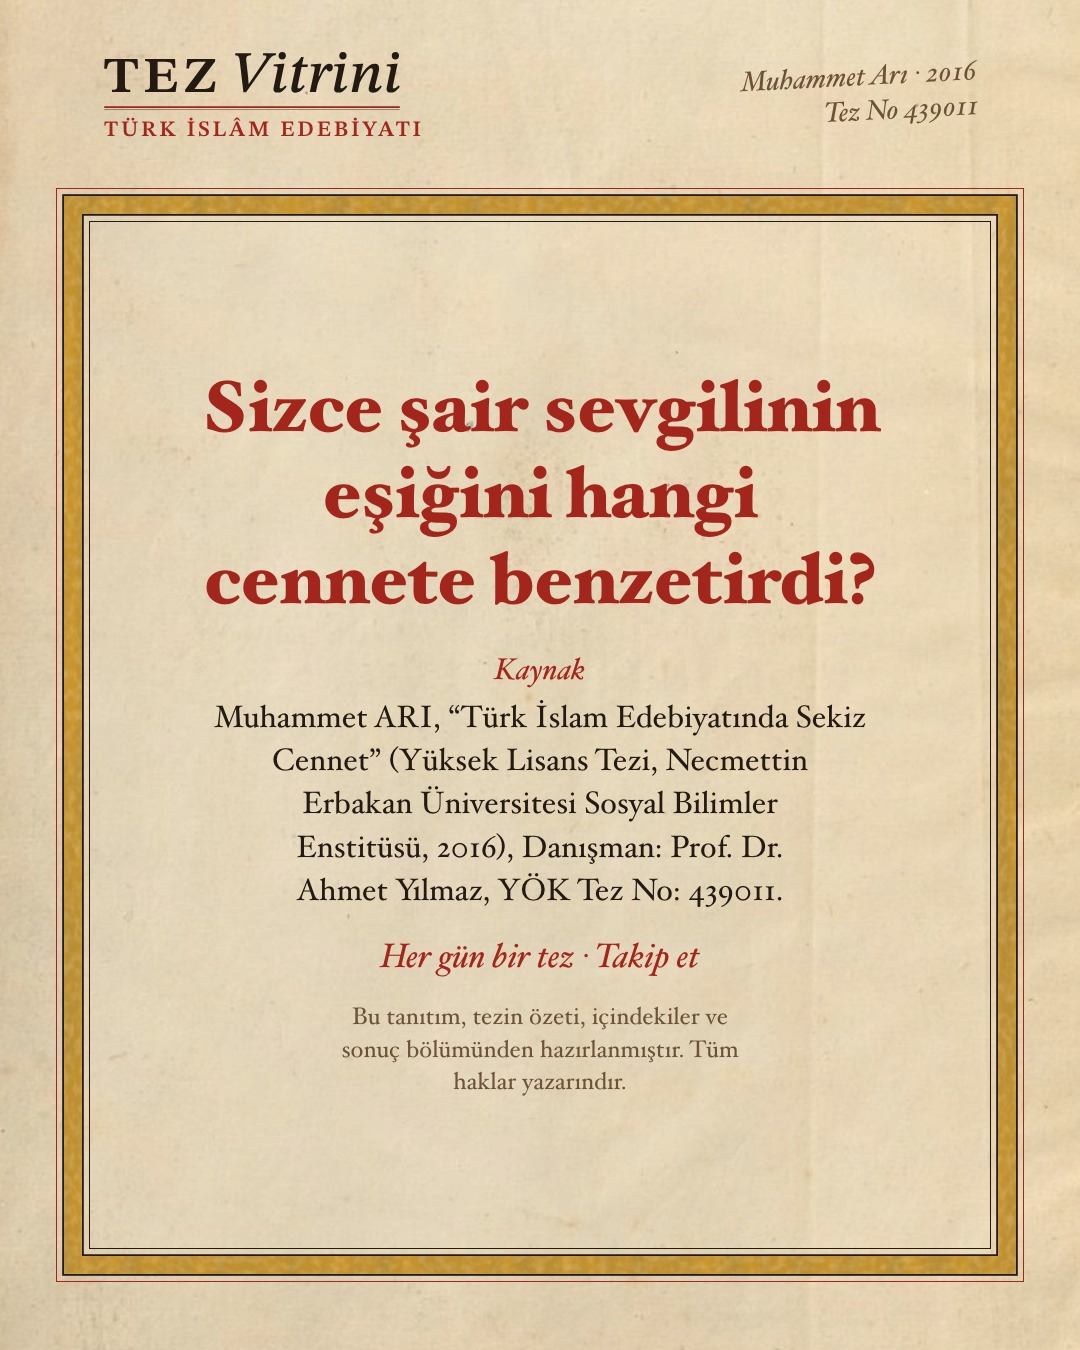 TEZ Vitrini
TÜRK İSLÂM EDEBİYATI
Muhammet Arı · 2016
Tez No 439011
Sizce şair sevgilinin
eşiğini hangi
cennete benzetirdi?
Kaynak
Muhammet ARI, “Türk İslam Edebiyatında Sekiz
Cennet” (Yüksek Lisans Tezi, Necmettin
Erbakan Üniversitesi Sosyal Bilimler
Enstitüsü, 2016), Danışman: Prof. Dr.
Ahmet Yılmaz, YÖK Tez No: 439011.
Her gün bir tez · Takip et
Bu tanıtım, tezin özeti, içindekiler ve
sonuç bölümünden hazırlanmıştır. Tüm
haklar yazarındır.